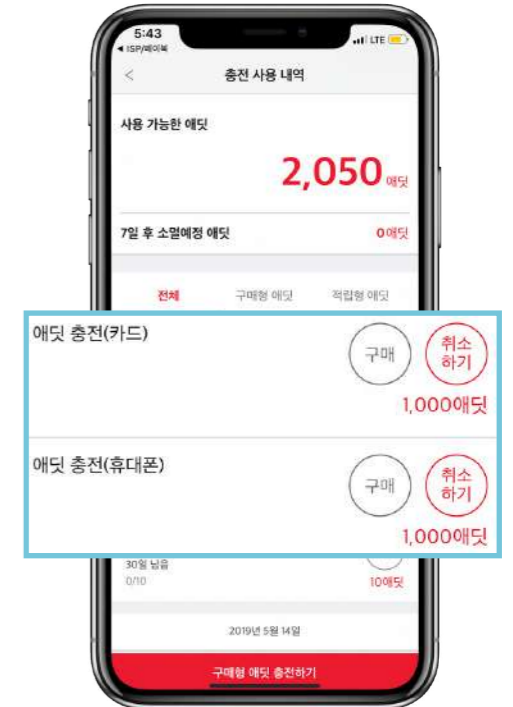 5:43
LTE
◀ ISP/페이북
< 충전 사용 내역
사용 가능한 애딧
2,050 애딧
7일 후 소멸예정 애딧 0애딧
전체 구매형 애딧 적립형 애딧
애딧 충전(카드)
구매
취소
하기
1,000애딧
애딧 충전(휴대폰)
구매
취소
하기
1,000애딧
30일 남음
0/10 10애딧
2019년 5월 14일
구매형 애딧 충전하기